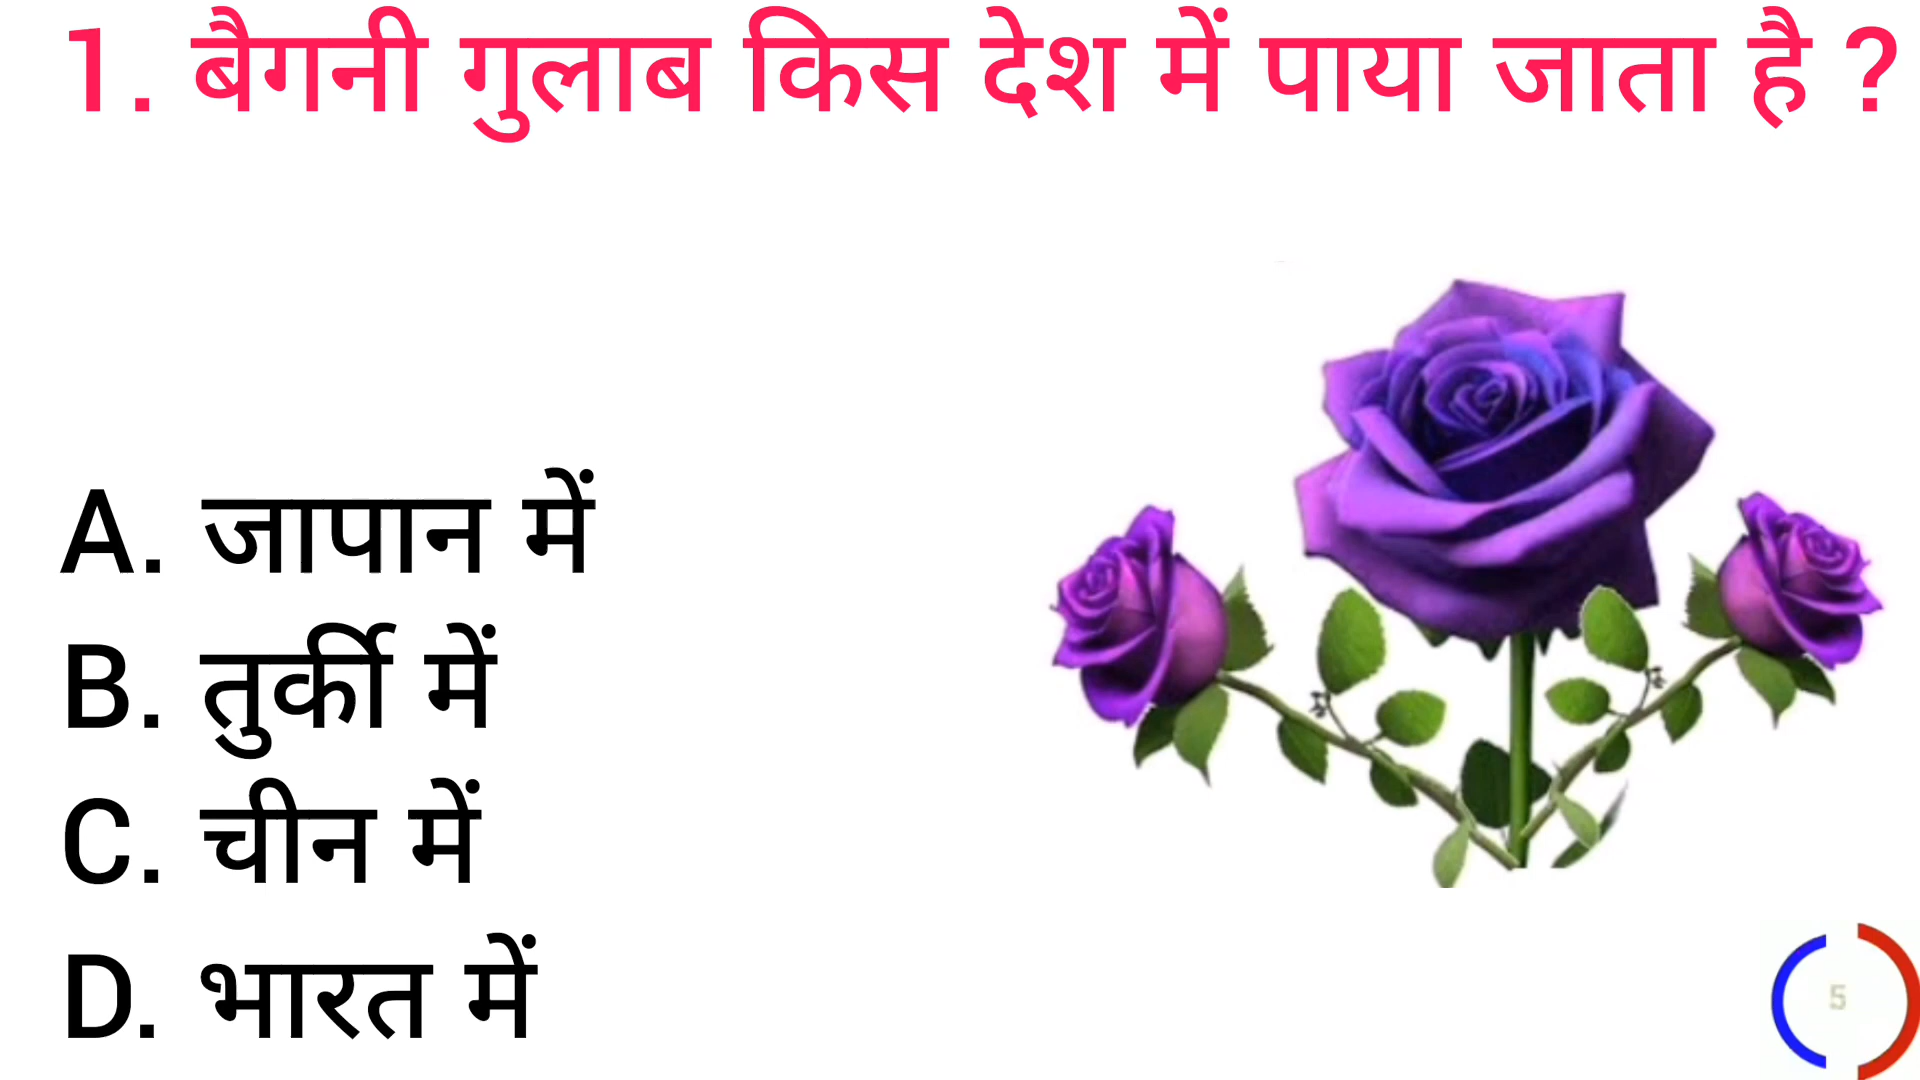 1. बैगनी गुलाब किस देश में पाया जाता है ?
A. जापान में
B. तुर्की में
C. चीन में
D. भारत में
5